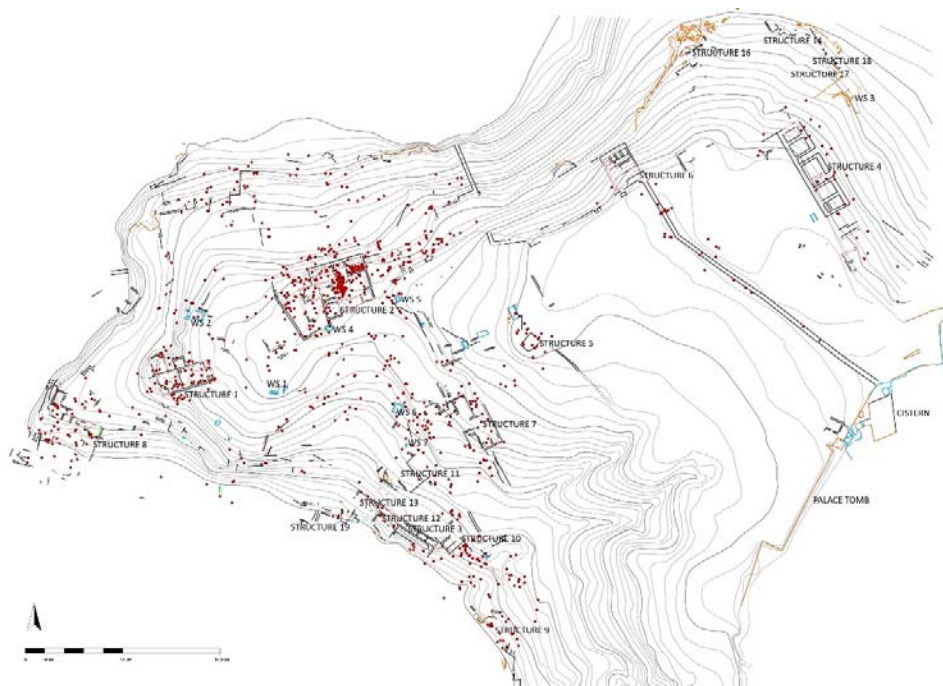 STRUCTURE 14
STRUCTURE 16
STRUCTURE 18
STRUCTURE 17
WS 3
STRUCTURE 4
STRUCTURE 6
WS 5
STRUCTURE 2
WS 2
WS 4
STRUCTURE 5
WS 1
STRUCTURE 1
WS 6
CISTERN
STRUCTURE 7
STRUCTURE 8
WS 7
STRUCTURE 11
PALACE TOMB
STRUCTURE 13
STRUCTURE 12
STRUCTURE 19
STRUCTURE 3
STRUCTURE 10
STRUCTURE 9